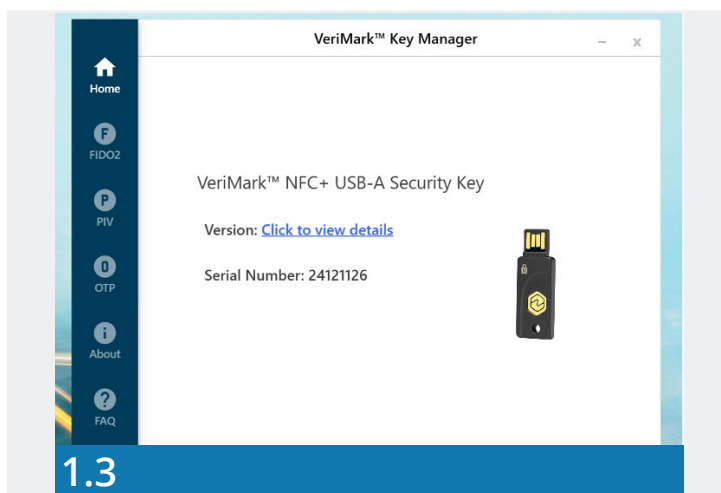 VeriMark™ Key Manager
Home
FIDO2
PIV
OTP
About
FAQ
VeriMark™ NFC+ USB-A Security Key
Version: Click to view details
Serial Number: 24121126
1.3